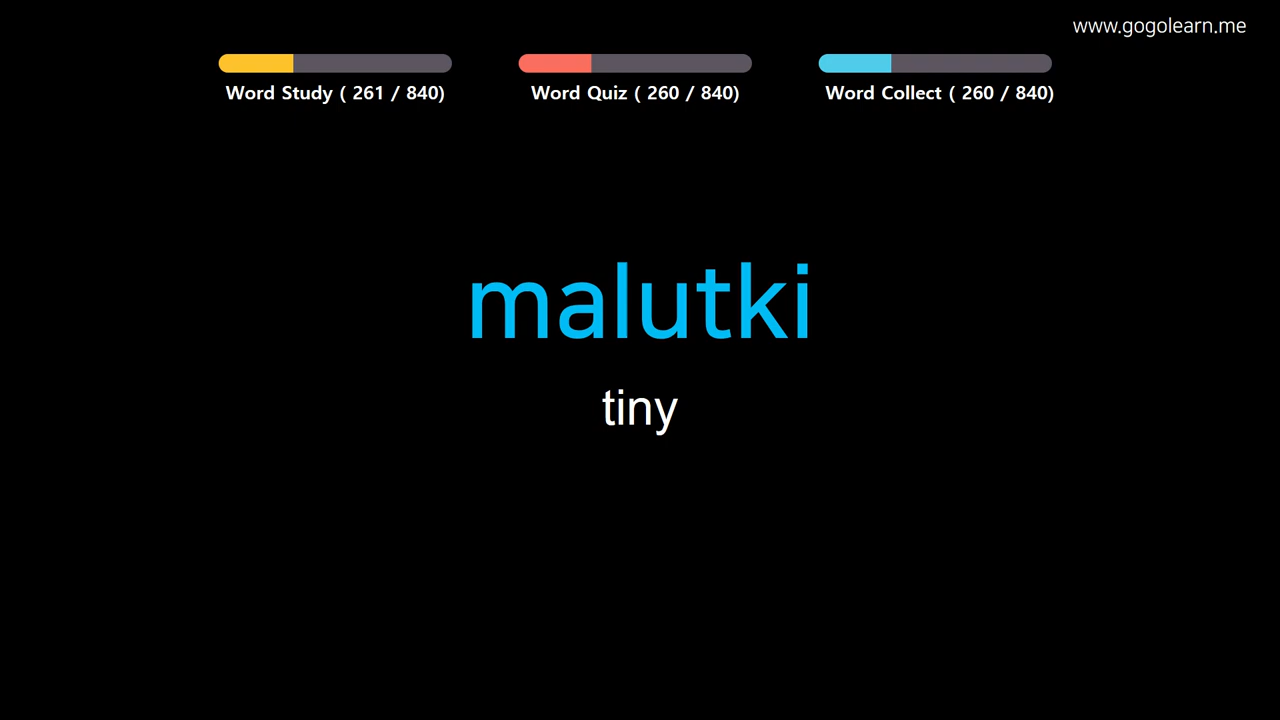 www.gogolearn.me
Word Study ( 261 / 840)
Word Quiz ( 260 / 840)
Word Collect ( 260 / 840)
malutki
tiny